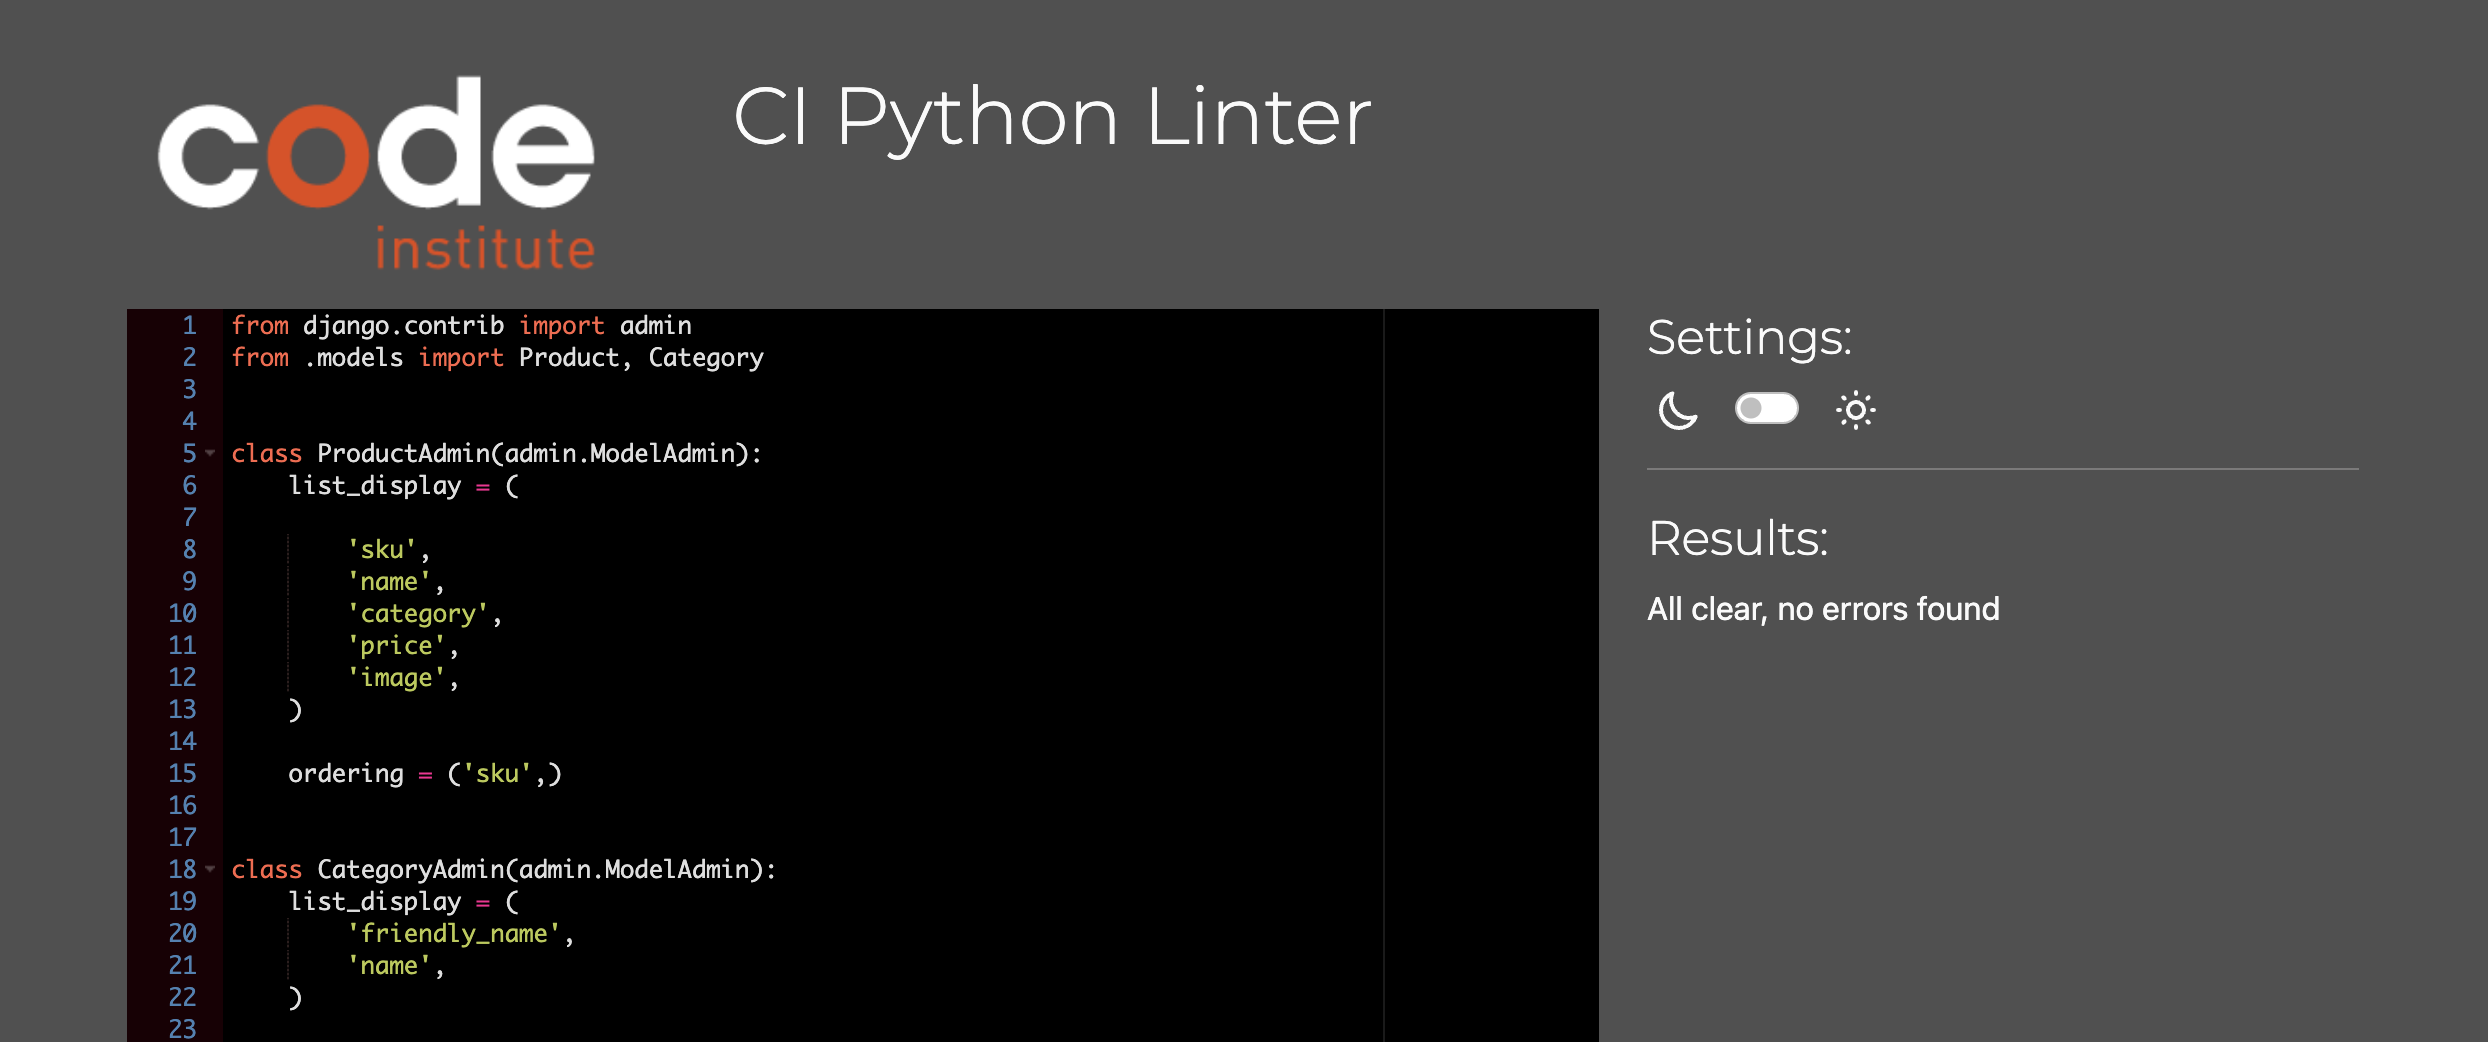 code
institute
CI Python Linter
1 from django.contrib import admin
2 from .models import Product, Category
3
4
5 class ProductAdmin(admin.ModelAdmin):
6     list_display = (
7
8         'sku',
9         'name',
10         'category',
11         'price',
12         'image',
13     )
14
15     ordering = ('sku',)
16
17
18 class CategoryAdmin(admin.ModelAdmin):
19     list_display = (
20         'friendly_name',
21         'name',
22     )
23
Settings:
Results:
All clear, no errors found